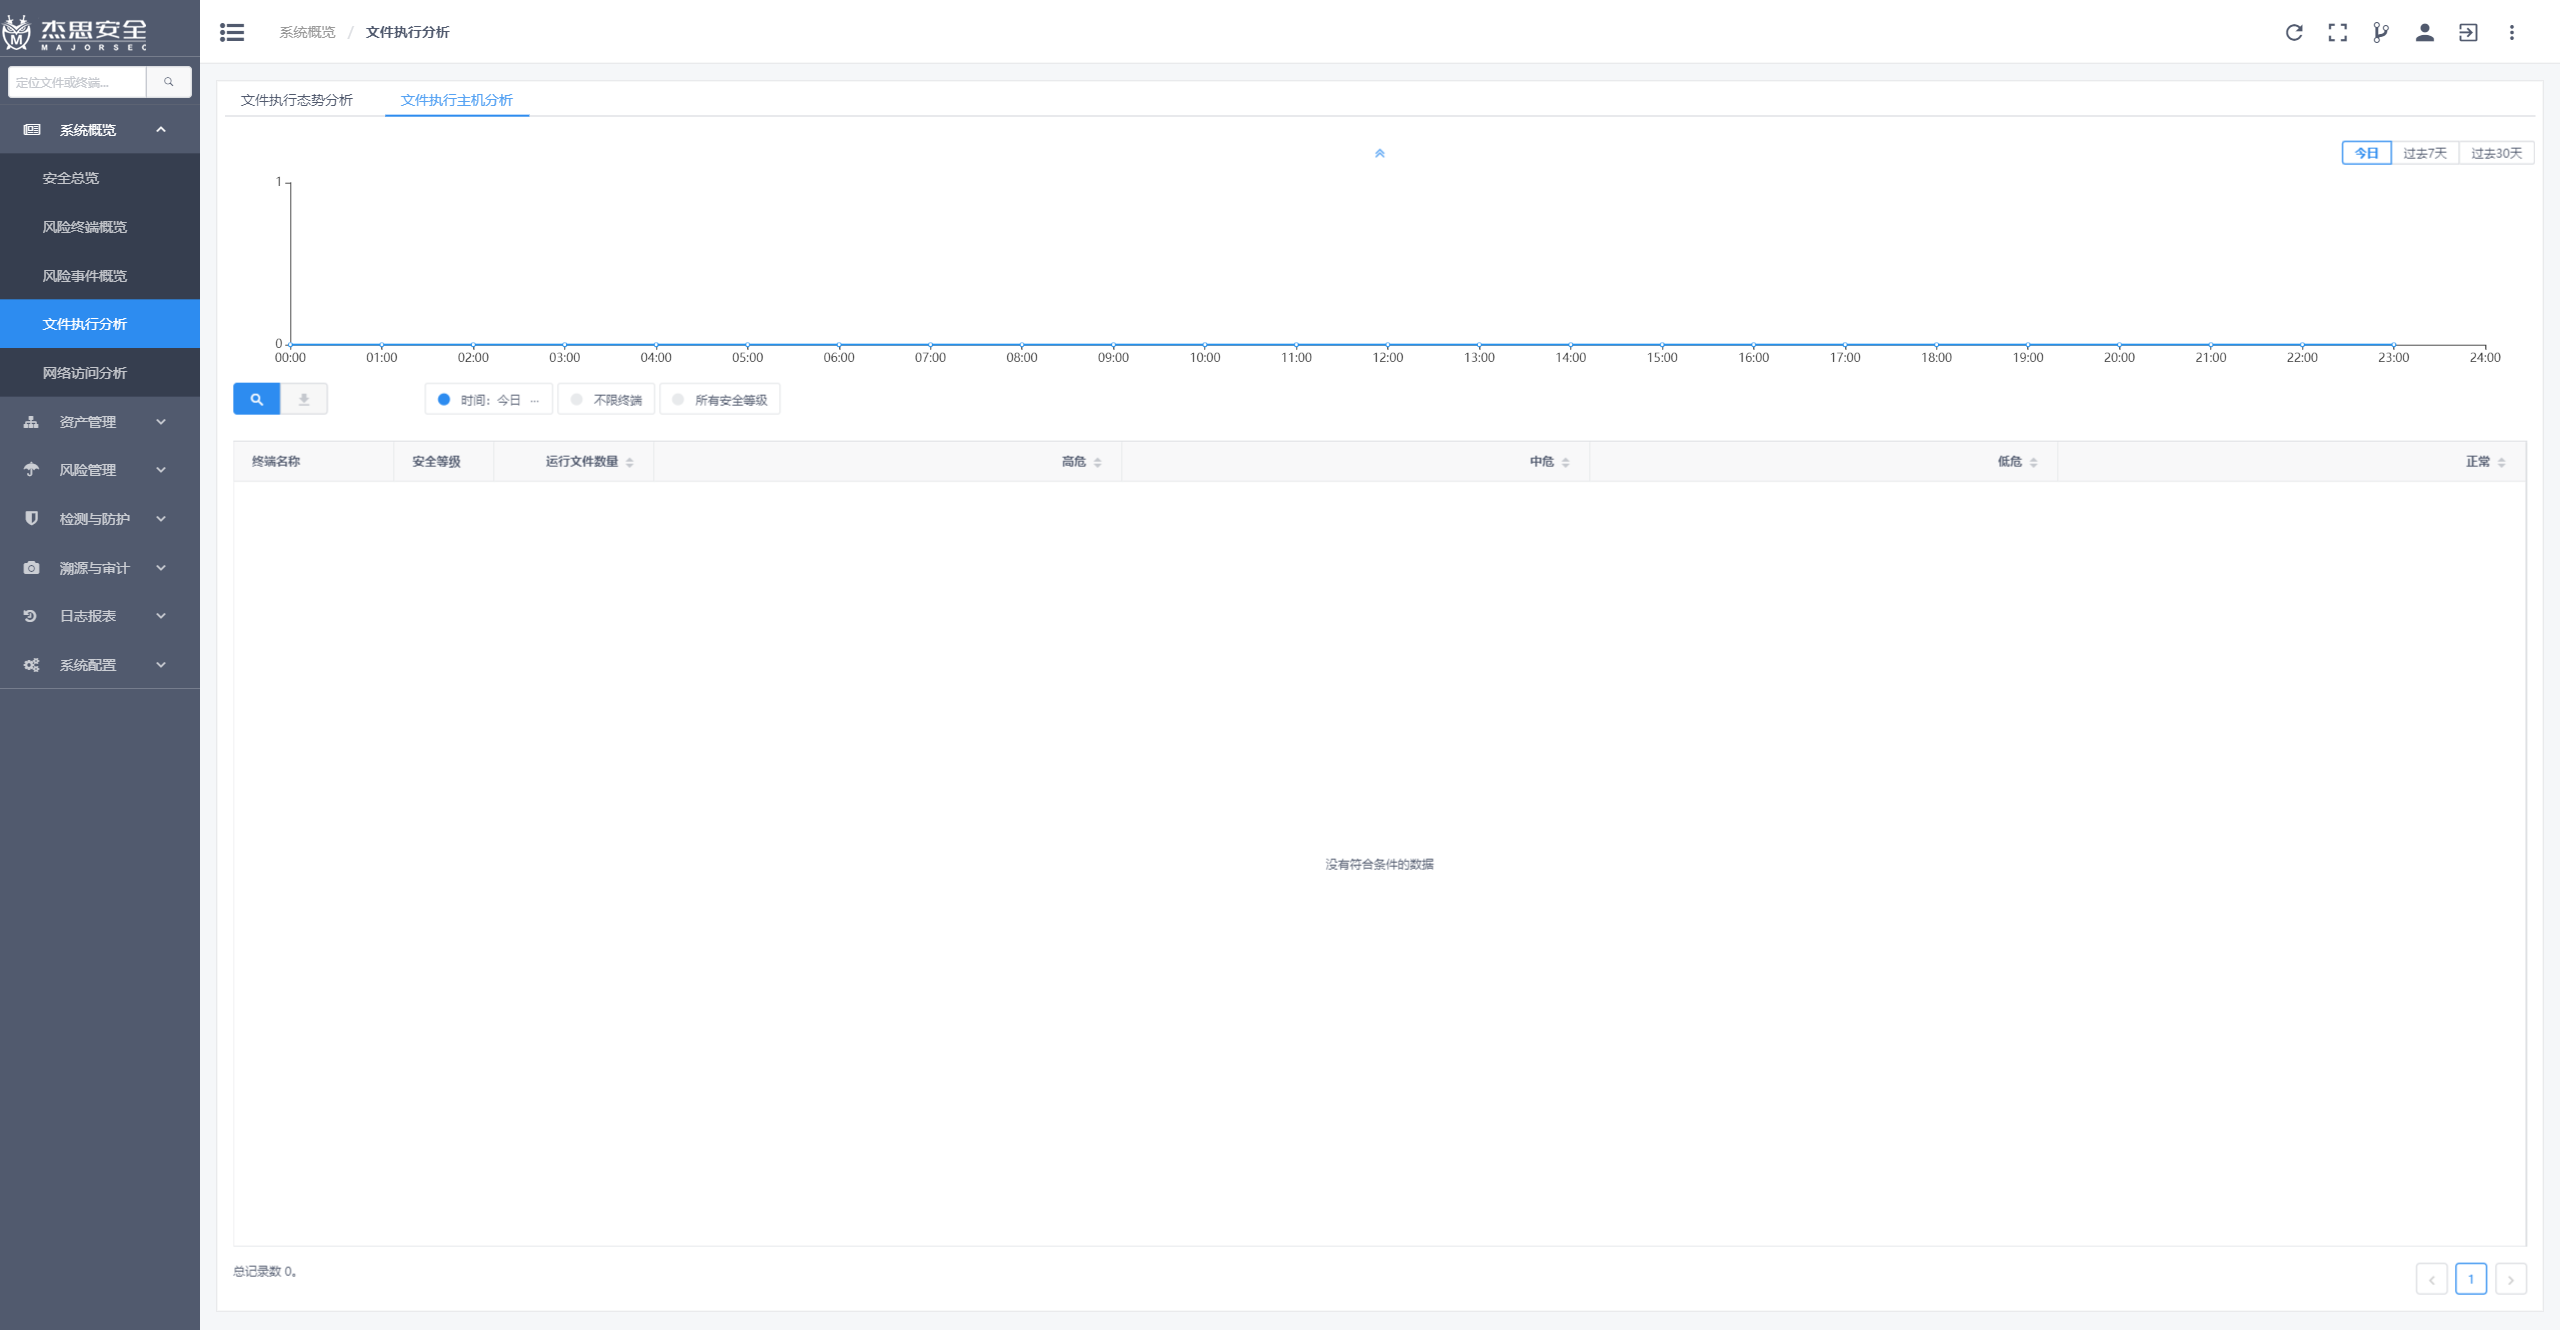 杰思安全
MAJORSEC
定位文件或终端...
系统概览
安全总览
风险终端概览
风险事件概览
文件执行分析
网络访问分析
资产管理
风险管理
检测与防护
溯源与审计
日志报表
系统配置
系统概览 / 文件执行分析
文件执行态势分析 文件执行主机分析
今日 过去7天 过去30天
1
0
00:00 01:00 02:00 03:00 04:00 05:00 06:00 07:00 08:00 09:00 10:00 11:00 12:00 13:00 14:00 15:00 16:00 17:00 18:00 19:00 20:00 21:00 22:00 23:00 24:00
时间：今日 ... 不限终端 所有安全等级
终端名称 安全等级 运行文件数量 高危 中危 低危 正常
没有符合条件的数据
总记录数 0。
1